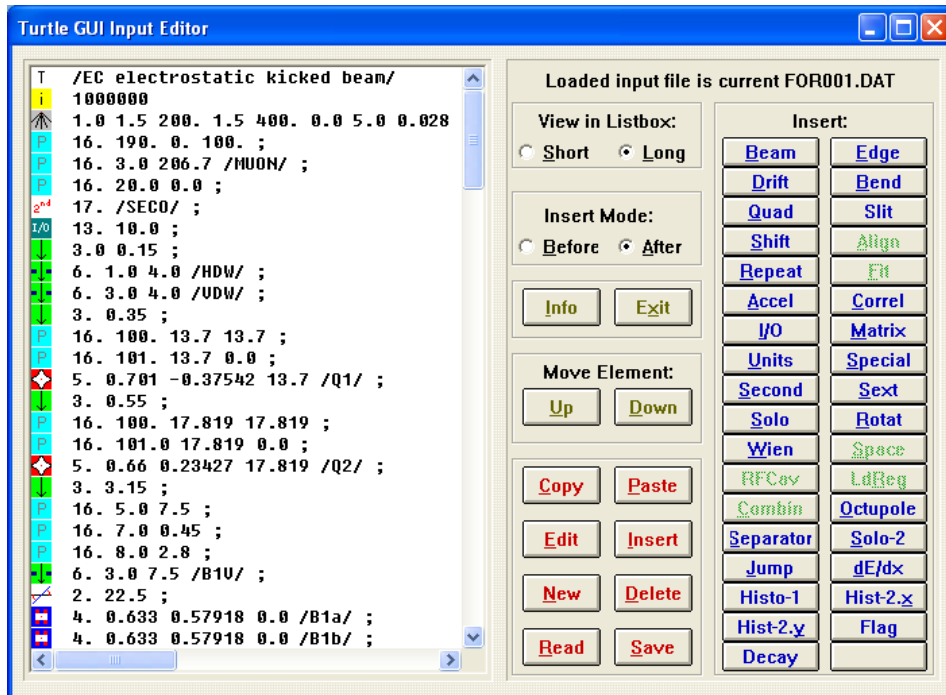 Turtle GUI Input Editor
T /EC electrostatic kicked beam/
i 1000000
1.0 1.5 200. 1.5 400. 0.0 5.0 0.028
P 16. 190. 0. 100. ;
P 16. 3.0 206.7 /MUON/ ;
P 16. 20.0 0.0 ;
2nd 17. /SECO/ ;
I/O 13. 10.0 ;
3.0 0.15 ;
6. 1.0 4.0 /HDW/ ;
6. 3.0 4.0 /VDW/ ;
3. 0.35 ;
P 16. 100. 13.7 13.7 ;
P 16. 101. 13.7 0.0 ;
5. 0.701 -0.37542 13.7 /Q1/ ;
3. 0.55 ;
P 16. 100. 17.819 17.819 ;
P 16. 101.0 17.819 0.0 ;
5. 0.66 0.23427 17.819 /Q2/ ;
3. 3.15 ;
P 16. 5.0 7.5 ;
P 16. 7.0 0.45 ;
P 16. 8.0 2.8 ;
6. 3.0 7.5 /B1V/ ;
2. 22.5 ;
4. 0.633 0.57918 0.0 /B1a/ ;
4. 0.633 0.57918 0.0 /B1b/ ;
Loaded input file is current FOR001.DAT
View in Listbox:
Short Long
Insert Mode:
Before After
Info Exit
Move Element:
Up Down
Copy Paste
Edit Insert
New Delete
Read Save
Insert:
Beam Edge
Drift Bend
Quad Slit
Shift Align
Repeat Fit
Accel Correl
I/O Matrix
Units Special
Second Sext
Solo Rotat
Wien Space
RFCav LdReg
Combin Octupole
Separator Solo-2
Jump dE/dx
Histo-1 Hist-2.x
Hist-2.y Flag
Decay